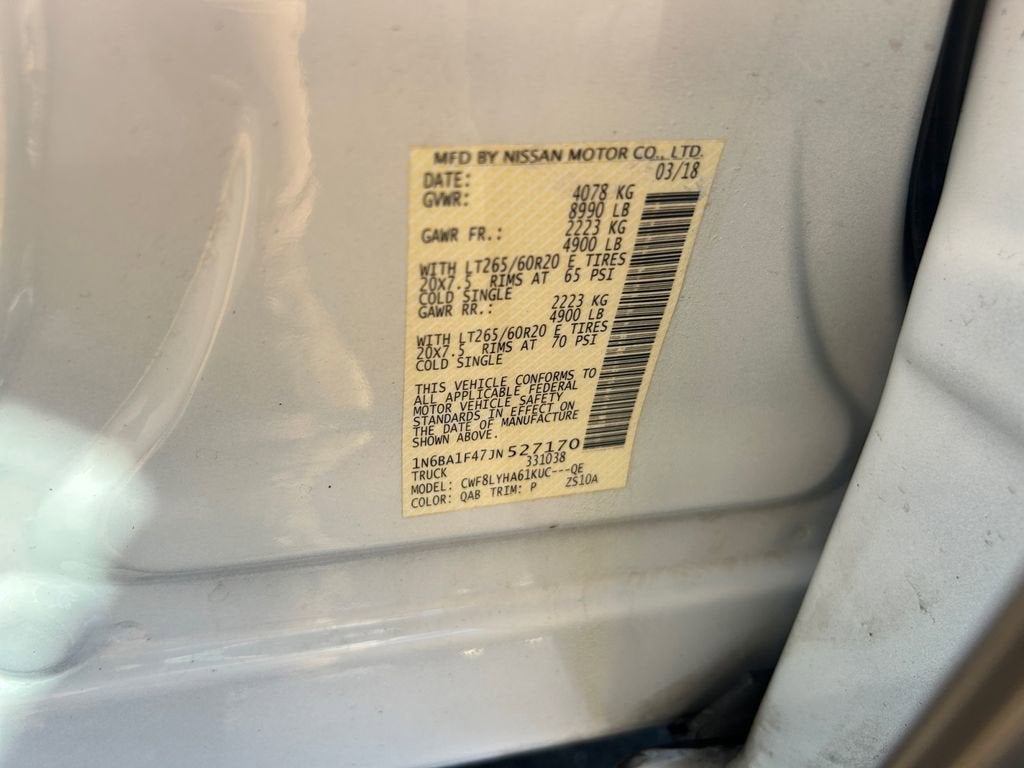 MFD BY NISSAN MOTOR CO., LTD.
DATE: 03/18
GVWR: 4078 KG
8990 LB
GAWR FR.: 2223 KG
4900 LB
WITH LT265/60R20 E TIRES
20X7.5 RIMS AT 65 PSI
COLD SINGLE
GAWR RR.: 2223 KG
4900 LB
WITH LT265/60R20 E TIRES
20X7.5 RIMS AT 70 PSI
COLD SINGLE
THIS VEHICLE CONFORMS TO
ALL APPLICABLE FEDERAL
MOTOR VEHICLE SAFETY
STANDARDS IN EFFECT ON
THE DATE OF MANUFACTURE
SHOWN ABOVE.
1N6BA1F47JN527170
TRUCK 331038
MODEL: CWF8LYHA61KUC---QE
COLOR: QAB TRIM: P ZS10A